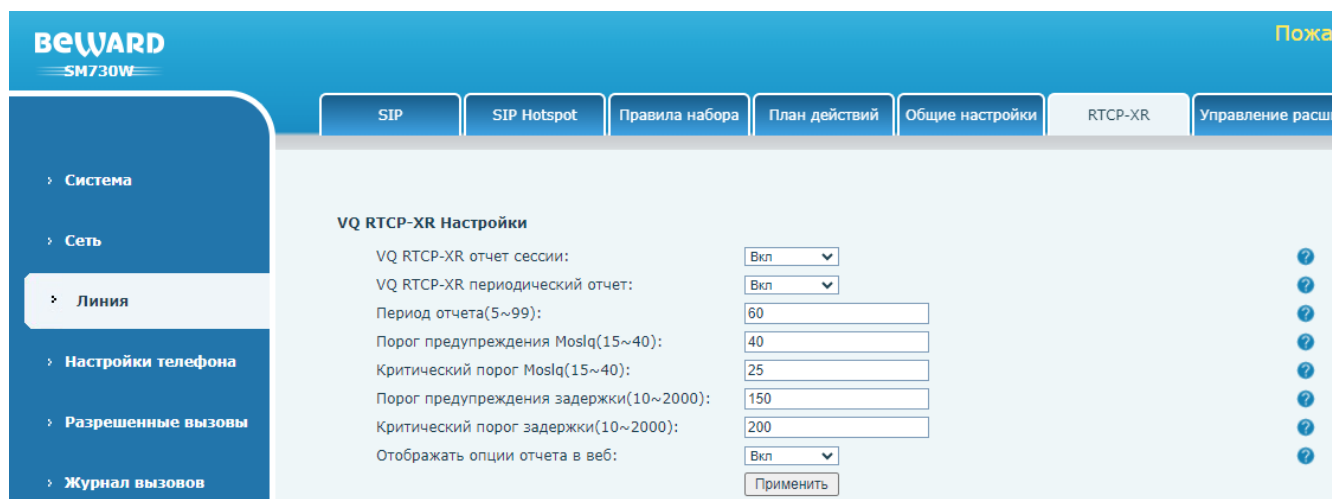 BEWARD
SM730W
Пожа
SIP
SIP Hotspot
Правила набора
План действий
Общие настройки
RTCP-XR
Управление расш
Система
Сеть
Линия
Настройки телефона
Разрешенные вызовы
Журнал вызовов
VQ RTCP-XR Настройки
VQ RTCP-XR отчет сессии: Вкл
VQ RTCP-XR периодический отчет: Вкл
Период отчета(5~99): 60
Порог предупреждения Moslq(15~40): 40
Критический порог Moslq(15~40): 25
Порог предупреждения задержки(10~2000): 150
Критический порог задержки(10~2000): 200
Отображать опции отчета в веб: Вкл
Применить